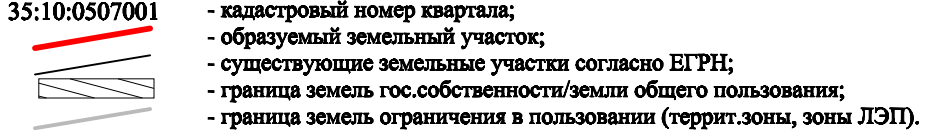 35:10:0507001 - кадастровый номер квартала;
- образуемый земельный участок;
- существующие земельные участки согласно ЕГРН;
- граница земель гос.собственности/земли общего пользования;
- граница земель ограничения в пользовании (террит.зоны, зоны ЛЭП).